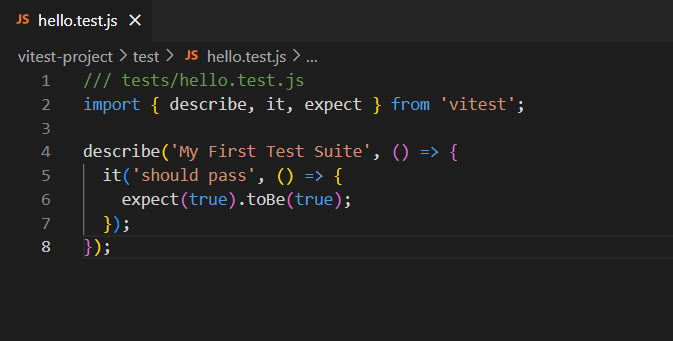 JS hello.test.js ×
vitest-project > test > JS hello.test.js > ...
1 /// tests/hello.test.js
2 import { describe, it, expect } from 'vitest';
3
4 describe('My First Test Suite', () => {
5   it('should pass', () => {
6     expect(true).toBe(true);
7   });
8 });